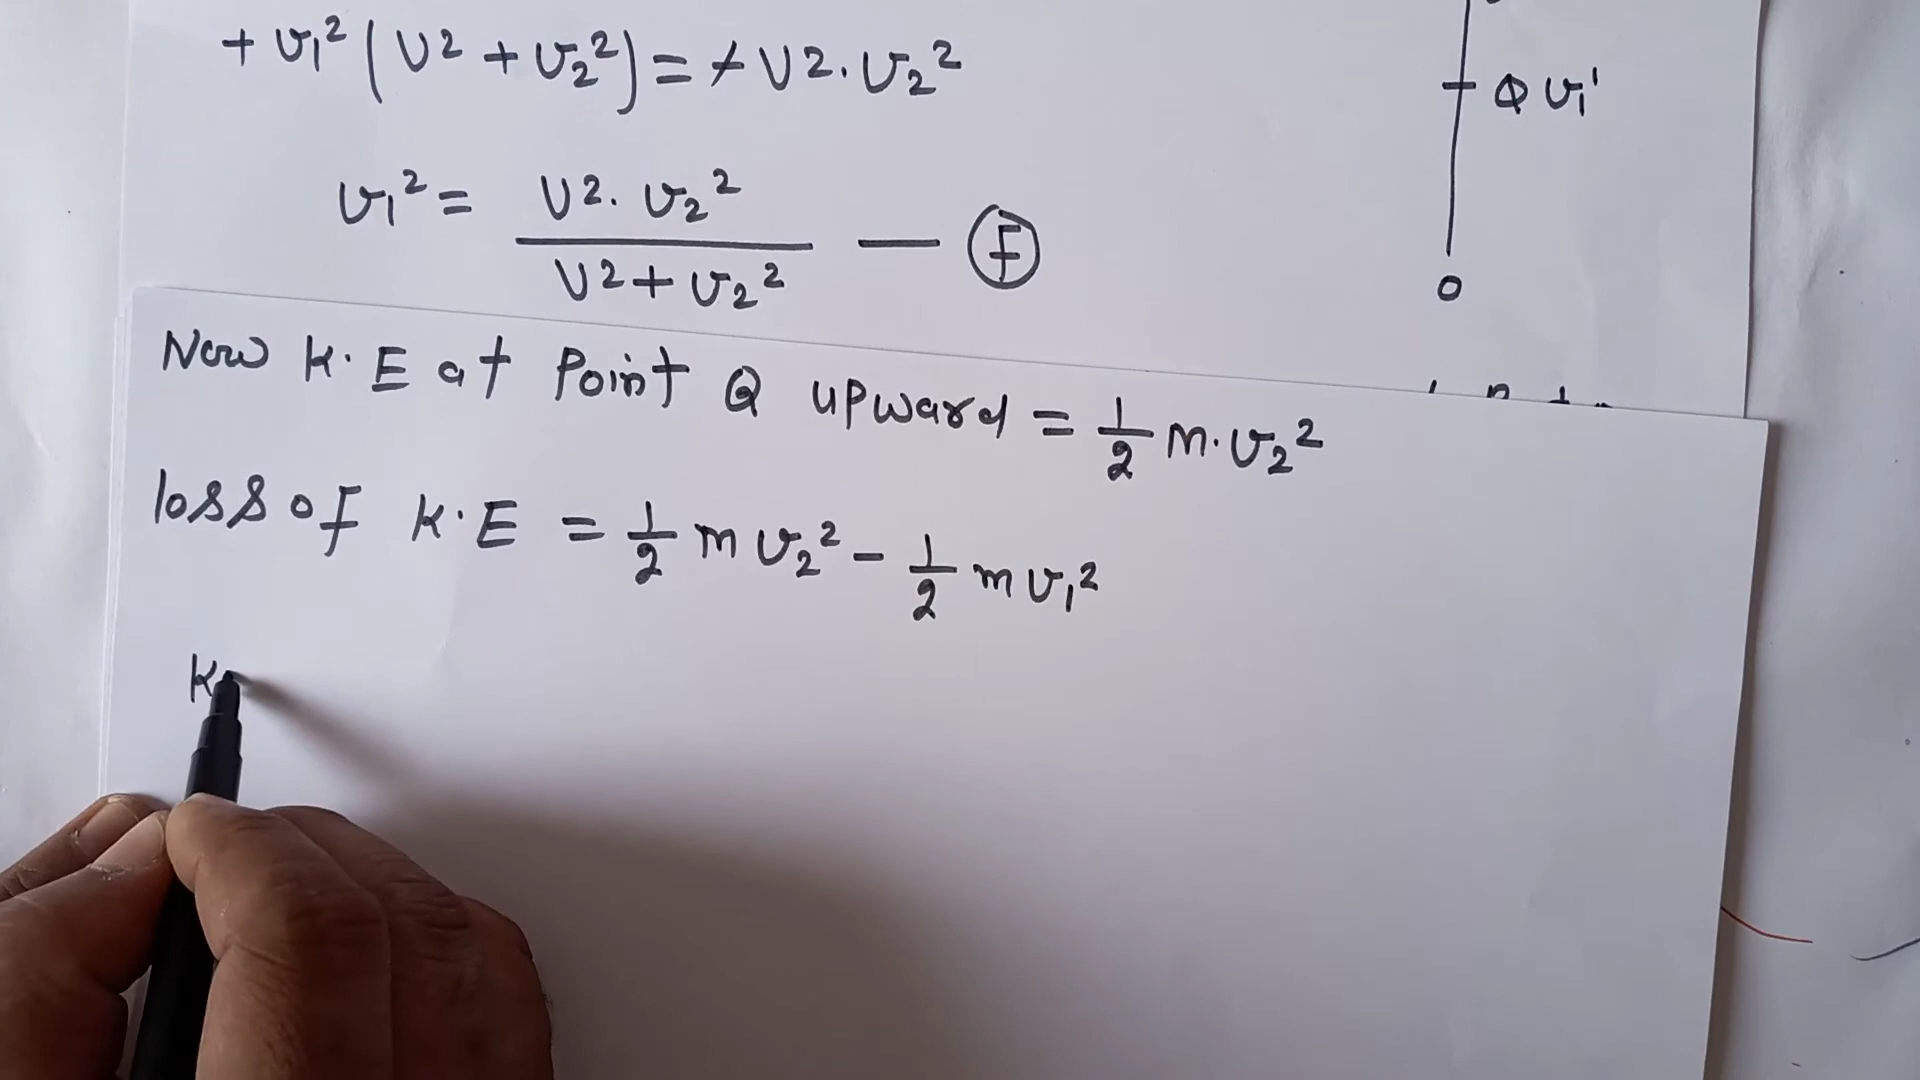 + v₁² (V² + v₂²) = + V². v₂²
Q v₁'
v₁² = V². v₂² / V² + v₂² — F
O
Now K.E at Point Q upward = 1/2 m. v₂²
loss of K.E = 1/2 m v₂² - 1/2 m v₁²
K